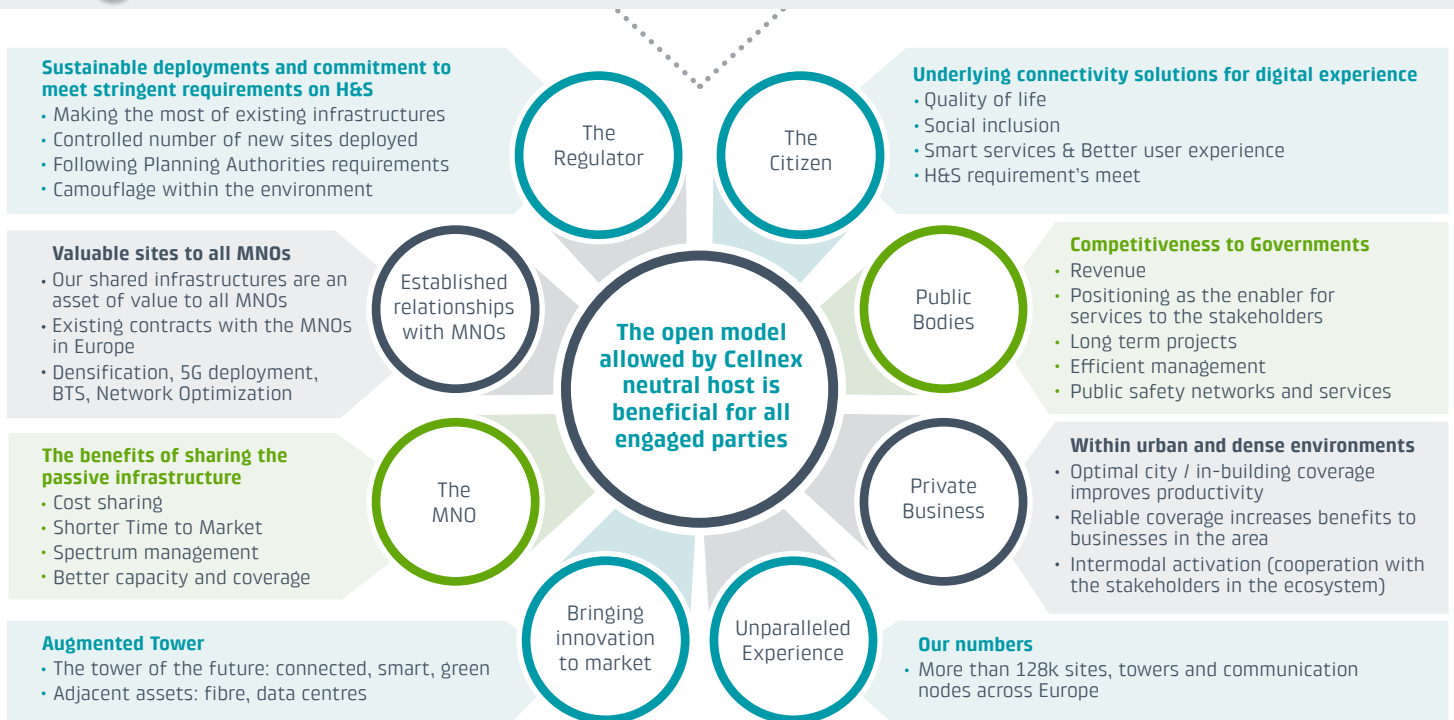 Sustainable deployments and commitment to
meet stringent requirements on H&S
• Making the most of existing infrastructures
• Controlled number of new sites deployed
• Following Planning Authorities requirements
• Camouflage within the environment
The
Regulator
The
Citizen
Underlying connectivity solutions for digital experience
• Quality of life
• Social inclusion
• Smart services & Better user experience
• H&S requirement's meet
Valuable sites to all MNOs
• Our shared infrastructures are an
asset of value to all MNOs
• Existing contracts with the MNOs
in Europe
• Densification, 5G deployment,
BTS, Network Optimization
Established
relationships
with MNOs
Public
Bodies
Competitiveness to Governments
• Revenue
• Positioning as the enabler for
services to the stakeholders
• Long term projects
• Efficient management
• Public safety networks and services
The open model
allowed by Cellnex
neutral host is
beneficial for all
engaged parties
The benefits of sharing the
passive infrastructure
• Cost sharing
• Shorter Time to Market
• Spectrum management
• Better capacity and coverage
The
MNO
Private
Business
Within urban and dense environments
• Optimal city / in-building coverage
improves productivity
• Reliable coverage increases benefits to
businesses in the area
• Intermodal activation (cooperation with
the stakeholders in the ecosystem)
Augmented Tower
• The tower of the future: connected, smart, green
• Adjacent assets: fibre, data centres
Bringing
innovation
to market
Unparalleled
Experience
Our numbers
• More than 128k sites, towers and communication
nodes across Europe